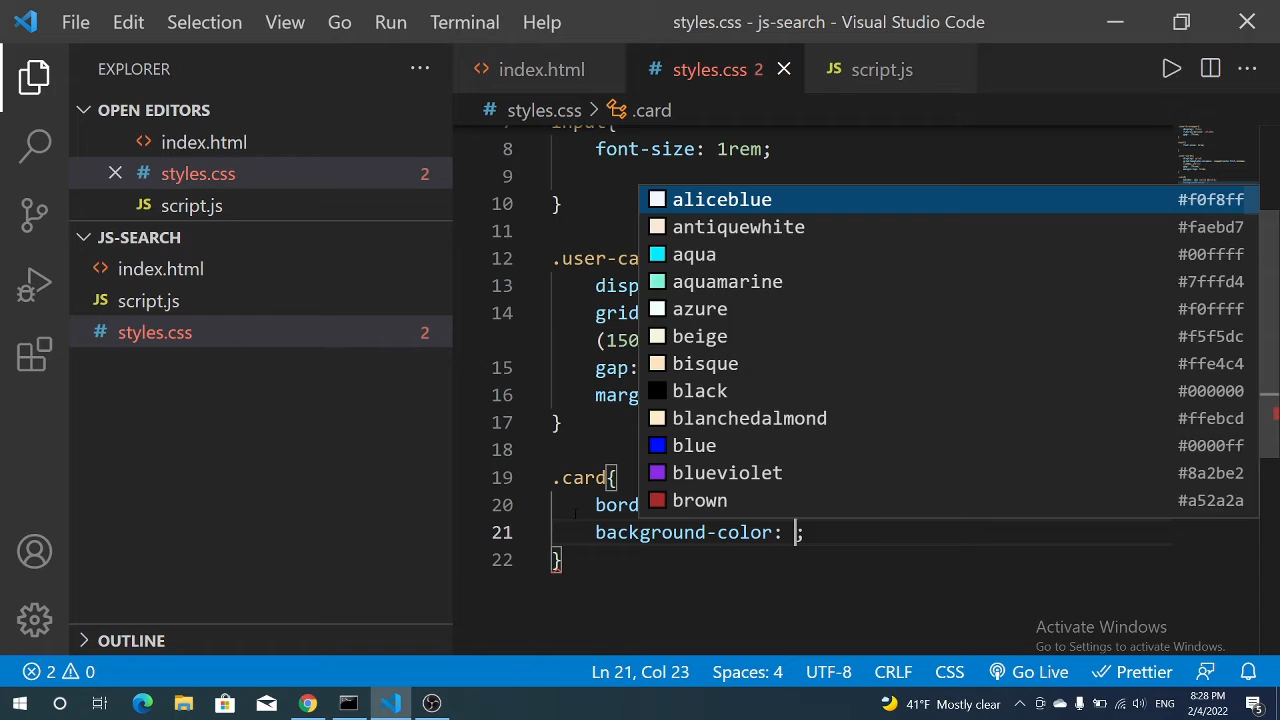 File Edit Selection View Go Run Terminal Help styles.css - js-search - Visual Studio Code
EXPLORER
OPEN EDITORS
index.html
styles.css 2
script.js
JS-SEARCH
index.html
script.js
styles.css 2
OUTLINE
index.html styles.css 2 script.js
styles.css > .card
input{
8 font-size: 1rem;
9
10 }
11
12 .user-ca
13 disp
14 grid
(150
15 gap:
16 marg
17 }
18
19 .card{
20 bord
21 background-color: ;
22 }
aliceblue #f0f8ff
antiquewhite #faebd7
aqua #00ffff
aquamarine #7fffd4
azure #f0ffff
beige #f5f5dc
bisque #ffe4c4
black #000000
blanchedalmond #ffebcd
blue #0000ff
blueviolet #8a2be2
brown #a52a2a
Activate Windows
Go to Settings to activate Windows.
2 0 Ln 21, Col 23 Spaces: 4 UTF-8 CRLF CSS Go Live Prettier
41°F Mostly clear
8:28 PM
2/4/2022
5